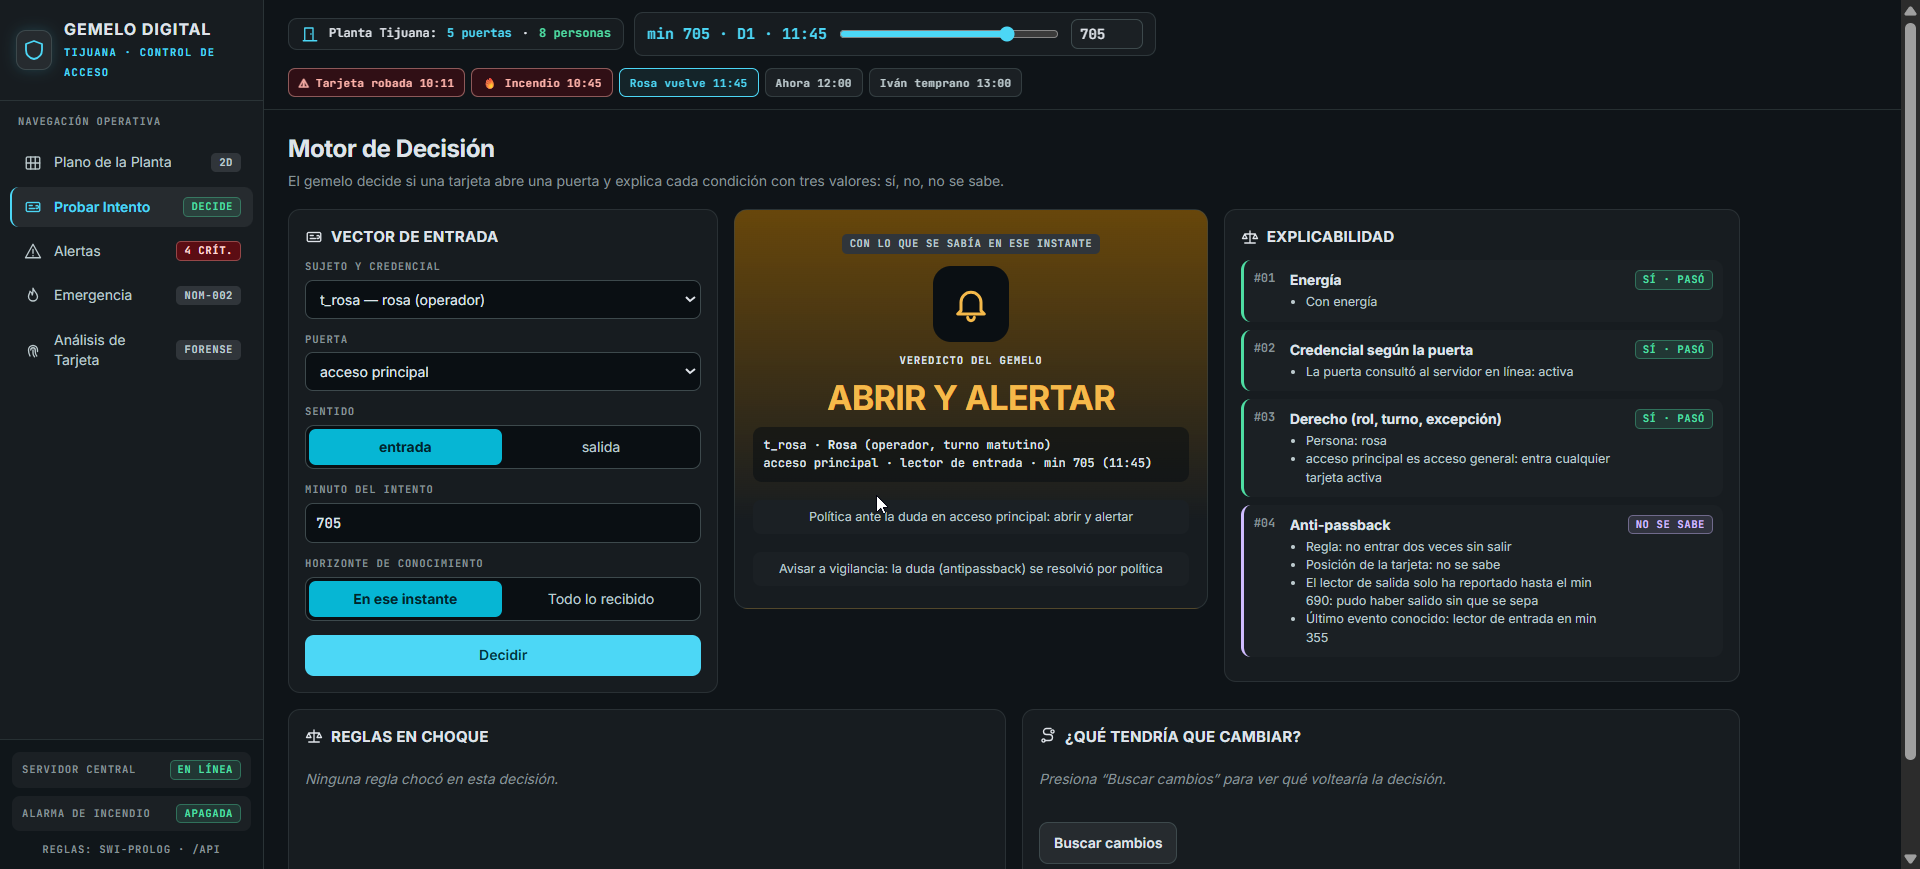 GEMELO DIGITAL
TIJUANA · CONTROL DE
ACCESO
NAVEGACIÓN OPERATIVA
Plano de la Planta 2D
Probar Intento DECIDE
Alertas 4 CRÍT.
Emergencia NOM-002
Análisis de
Tarjeta FORENSE
SERVIDOR CENTRAL EN LÍNEA
ALARMA DE INCENDIO APAGADA
REGLAS: SWI-PROLOG · /API
Planta Tijuana: 5 puertas · 8 personas
min 705 · D1 · 11:45 705
Tarjeta robada 10:11
Incendio 10:45
Rosa vuelve 11:45
Ahora 12:00
Iván temprano 13:00
Motor de Decisión
El gemelo decide si una tarjeta abre una puerta y explica cada condición con tres valores: sí, no, no se sabe.
VECTOR DE ENTRADA
SUJETO Y CREDENCIAL
t_rosa — rosa (operador)
PUERTA
acceso principal
SENTIDO
entrada salida
MINUTO DEL INTENTO
705
HORIZONTE DE CONOCIMIENTO
En ese instante Todo lo recibido
Decidir
CON LO QUE SE SABÍA EN ESE INSTANTE
VEREDICTO DEL GEMELO
ABRIR Y ALERTAR
t_rosa · Rosa (operador, turno matutino)
acceso principal · lector de entrada · min 705 (11:45)
Política ante la duda en acceso principal: abrir y alertar
Avisar a vigilancia: la duda (antipassback) se resolvió por política
EXPLICABILIDAD
#01 Energía SÍ · PASÓ
• Con energía
#02 Credencial según la puerta SÍ · PASÓ
• La puerta consultó al servidor en línea: activa
#03 Derecho (rol, turno, excepción) SÍ · PASÓ
• Persona: rosa
• acceso principal es acceso general: entra cualquier
tarjeta activa
#04 Anti-passback NO SE SABE
• Regla: no entrar dos veces sin salir
• Posición de la tarjeta: no se sabe
• El lector de salida solo ha reportado hasta el min
690: pudo haber salido sin que se sepa
• Último evento conocido: lector de entrada en min
355
REGLAS EN CHOQUE
Ninguna regla chocó en esta decisión.
¿QUÉ TENDRÍA QUE CAMBIAR?
Presiona “Buscar cambios” para ver qué voltearía la decisión.
Buscar cambios